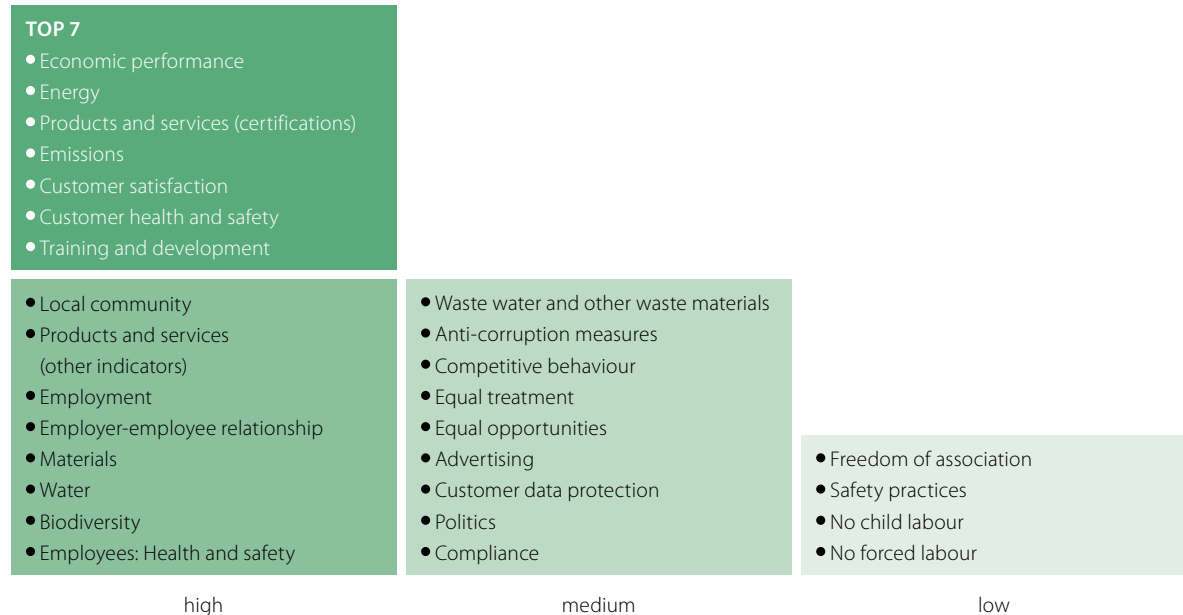 TOP 7
• Economic performance
• Energy
• Products and services (certifications)
• Emissions
• Customer satisfaction
• Customer health and safety
• Training and development
• Local community
• Products and services
(other indicators)
• Employment
• Employer-employee relationship
• Materials
• Water
• Biodiversity
• Employees: Health and safety
• Waste water and other waste materials
• Anti-corruption measures
• Competitive behaviour
• Equal treatment
• Equal opportunities
• Advertising
• Customer data protection
• Politics
• Compliance
• Freedom of association
• Safety practices
• No child labour
• No forced labour
high
medium
low